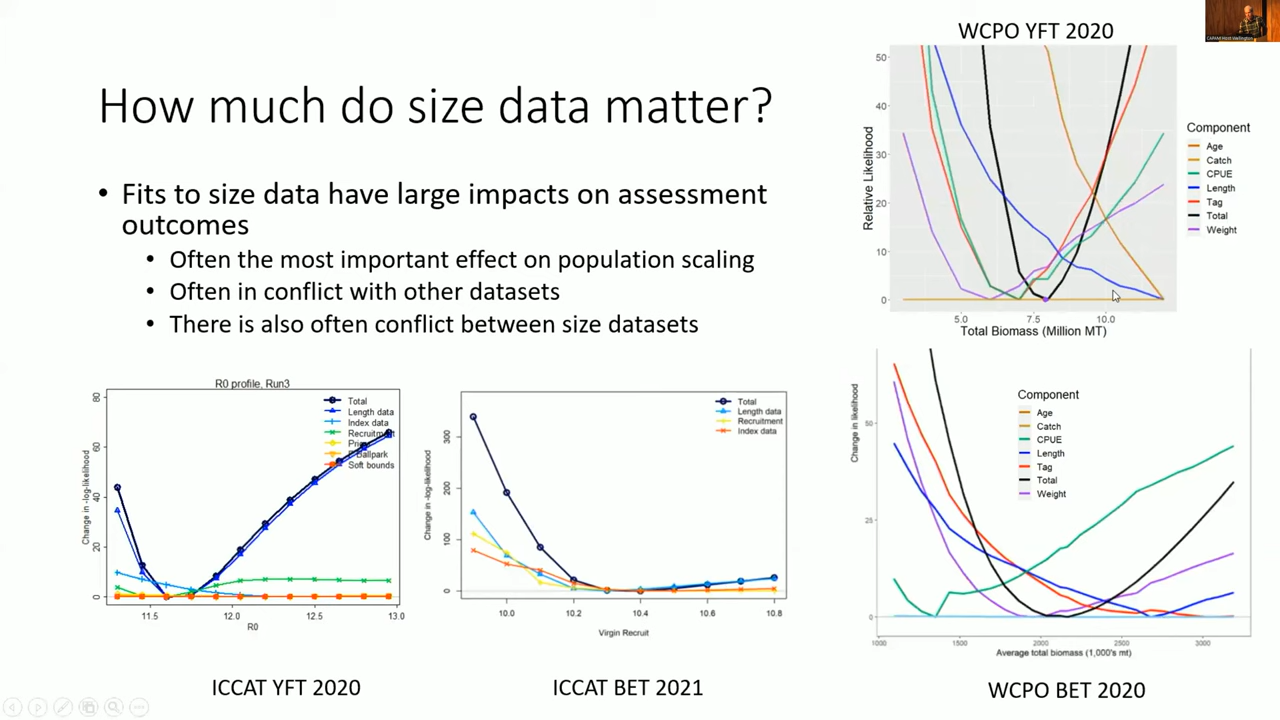 How much do size data matter?
• Fits to size data have large impacts on assessment
outcomes
• Often the most important effect on population scaling
• Often in conflict with other datasets
• There is also often conflict between size datasets
WCPO YFT 2020
50
40
30
20
10
0
Relative Likelihood
5.0 7.5 10.0
Total Biomass (Million MT)
Component
Age
Catch
CPUE
Length
Tag
Total
Weight
R0 profile, Run3
80
60
40
20
0
Change in -log-likelihood
Total
Length data
Index data
Recruitment
Ballpark
Soft bounds
11.5 12.0 12.5 13.0
R0
ICCAT YFT 2020
300
200
100
0
Change in -log-likelihood
Total
Length data
Recruitment
Index data
10.0 10.2 10.4 10.6 10.8
Virgin Recruit
ICCAT BET 2021
50
25
0
Change in likelihood
Component
Age
Catch
CPUE
Length
Tag
Total
Weight
1000 1500 2000 2500 3000
Average total biomass (1,000's mt)
WCPO BET 2020